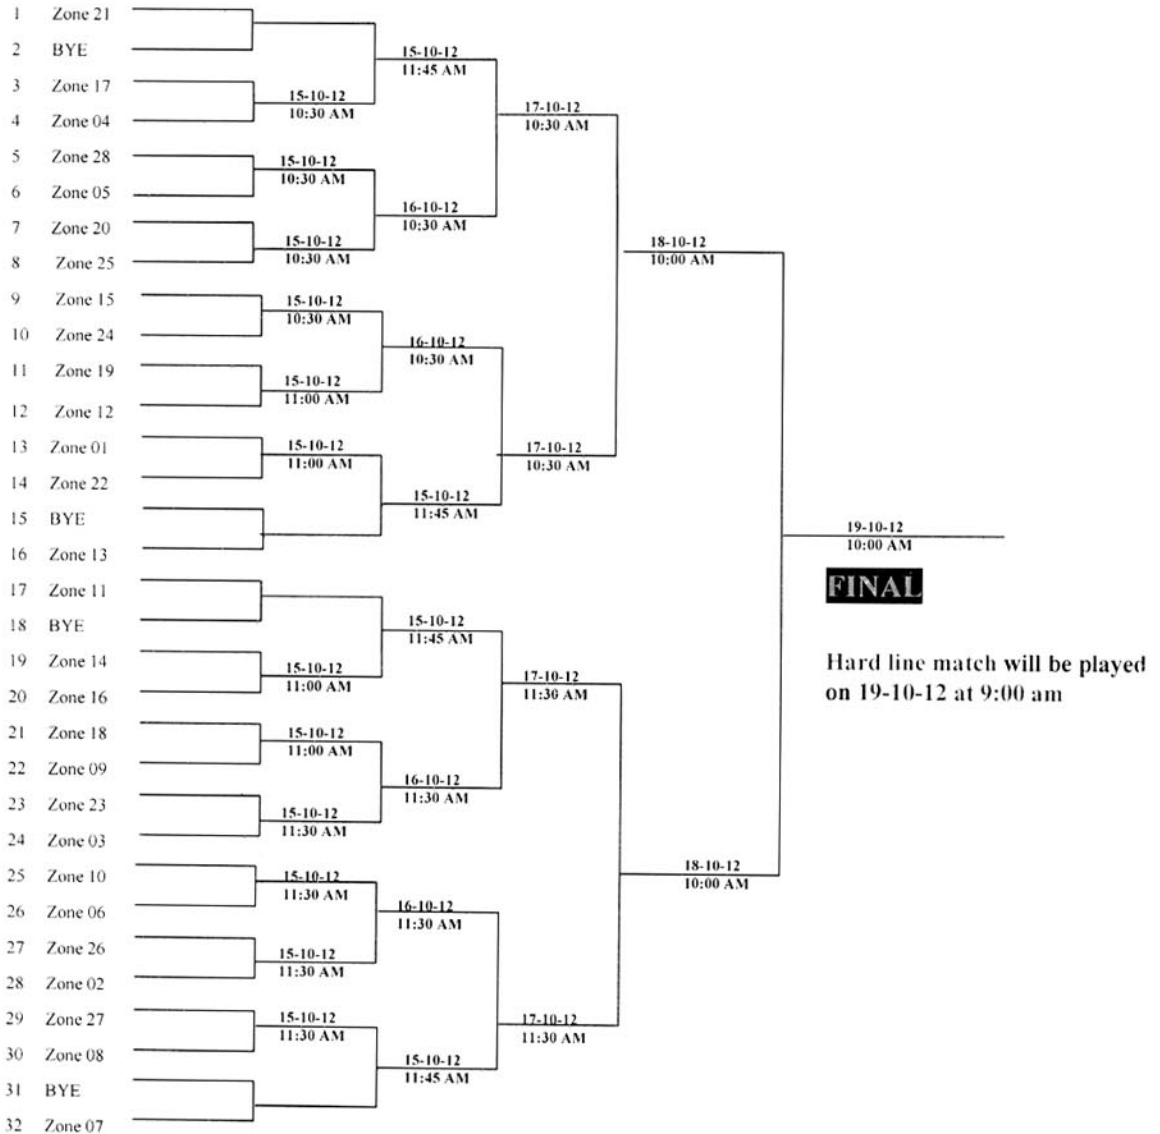 1 Zone 21
2 BYE
3 Zone 17
4 Zone 04
5 Zone 28
6 Zone 05
7 Zone 20
8 Zone 25
9 Zone 15
10 Zone 24
11 Zone 19
12 Zone 12
13 Zone 01
14 Zone 22
15 BYE
16 Zone 13
17 Zone 11
18 BYE
19 Zone 14
20 Zone 16
21 Zone 18
22 Zone 09
23 Zone 23
24 Zone 03
25 Zone 10
26 Zone 06
27 Zone 26
28 Zone 02
29 Zone 27
30 Zone 08
31 BYE
32 Zone 07
15-10-12
10:30 AM
15-10-12
10:30 AM
15-10-12
10:30 AM
15-10-12
10:30 AM
15-10-12
11:00 AM
15-10-12
11:00 AM
15-10-12
11:00 AM
15-10-12
11:00 AM
15-10-12
11:30 AM
15-10-12
11:30 AM
15-10-12
11:30 AM
15-10-12
11:30 AM
15-10-12
11:45 AM
16-10-12
10:30 AM
16-10-12
10:30 AM
15-10-12
11:45 AM
15-10-12
11:45 AM
16-10-12
11:30 AM
16-10-12
11:30 AM
15-10-12
11:45 AM
17-10-12
10:30 AM
17-10-12
10:30 AM
17-10-12
11:30 AM
17-10-12
11:30 AM
18-10-12
10:00 AM
18-10-12
10:00 AM
19-10-12
10:00 AM
FINAL
Hard line match will be played
on 19-10-12 at 9:00 am